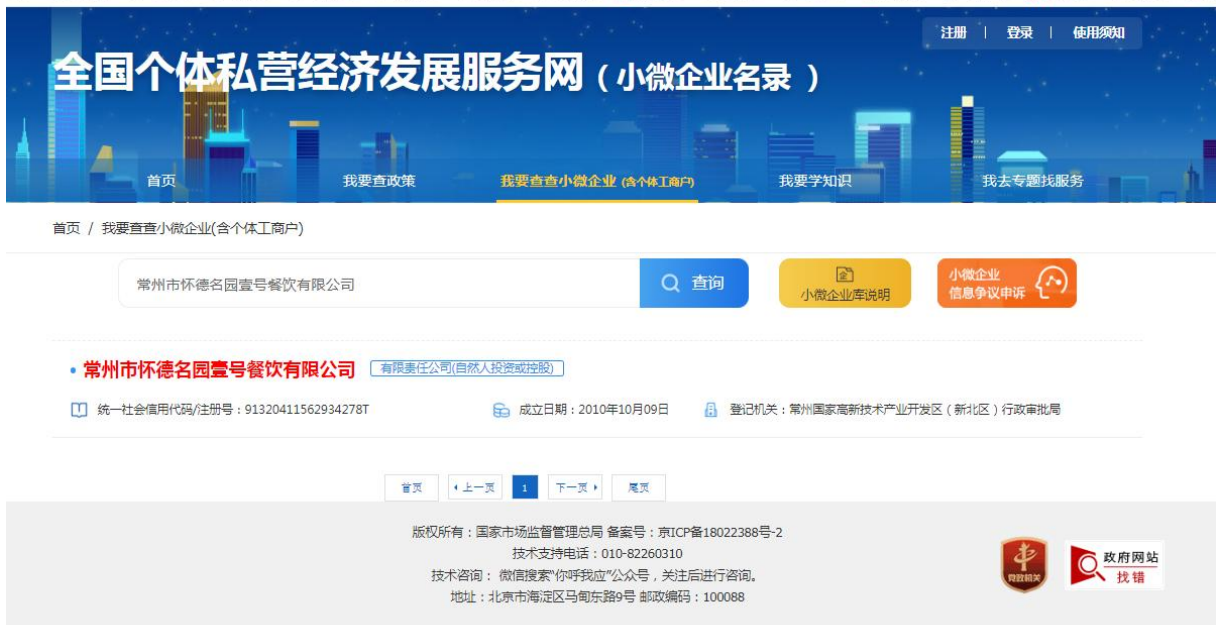 注册 | 登录 | 使用须知
全国个体私营经济发展服务网（小微企业名录 ）
首页 我要查政策 我要查查小微企业 (含个体工商户) 我要学知识 我去专题找服务
首页 / 我要查查小微企业(含个体工商户)
常州市怀德名园壹号餐饮有限公司 查询 小微企业库说明 小微企业
信息争议申诉
常州市怀德名园壹号餐饮有限公司 有限责任公司(自然人投资或控股)
统一社会信用代码/注册号：91320411562934278T 成立日期：2010年10月09日 登记机关：常州国家高新技术产业开发区（新北区）行政审批局
首页 上一页 1 下一页 尾页
版权所有：国家市场监督管理总局 备案号：京ICP备18022388号-2
技术支持电话：010-82260310
技术咨询： 微信搜索“你呼我应”公众号，关注后进行咨询。
地址：北京市海淀区马甸东路9号 邮政编码：100088
党政机关
政府网站
找错